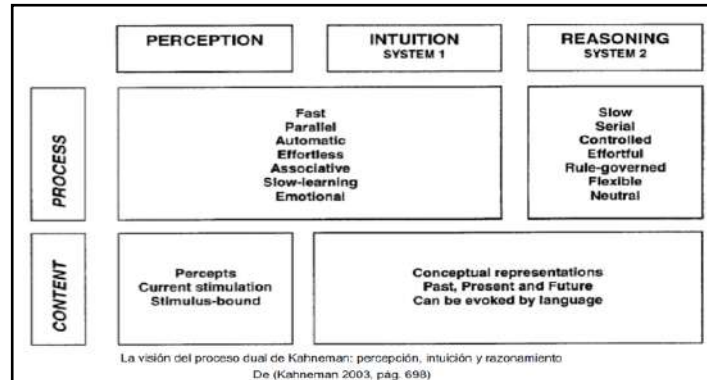 PERCEPTION
INTUITION
SYSTEM 1
REASONING
SYSTEM 2
PROCESS
Fast
Parallel
Automatic
Effortless
Associative
Slow-learning
Emotional
Slow
Serial
Controlled
Effortful
Rule-governed
Flexible
Neutral
CONTENT
Percepts
Current stimulation
Stimulus-bound
Conceptual representations
Past, Present and Future
Can be evoked by language
La visión del proceso dual de Kahneman: percepción, intuición y razonamiento
De (Kahneman 2003, pág. 698)